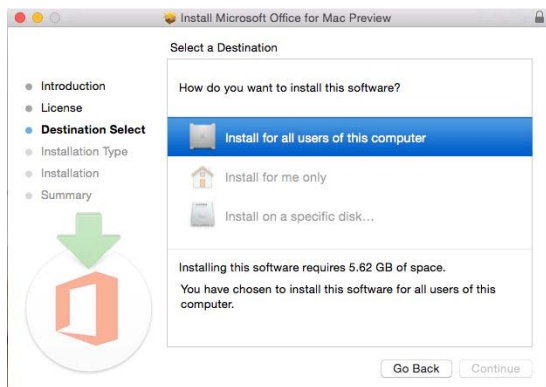 Install Microsoft Office for Mac Preview
Select a Destination
Introduction
License
Destination Select
Installation Type
Installation
Summary
How do you want to install this software?
Install for all users of this computer
Install for me only
Install on a specific disk...
Installing this software requires 5.62 GB of space.
You have chosen to install this software for all users of this
computer.
Go Back
Continue